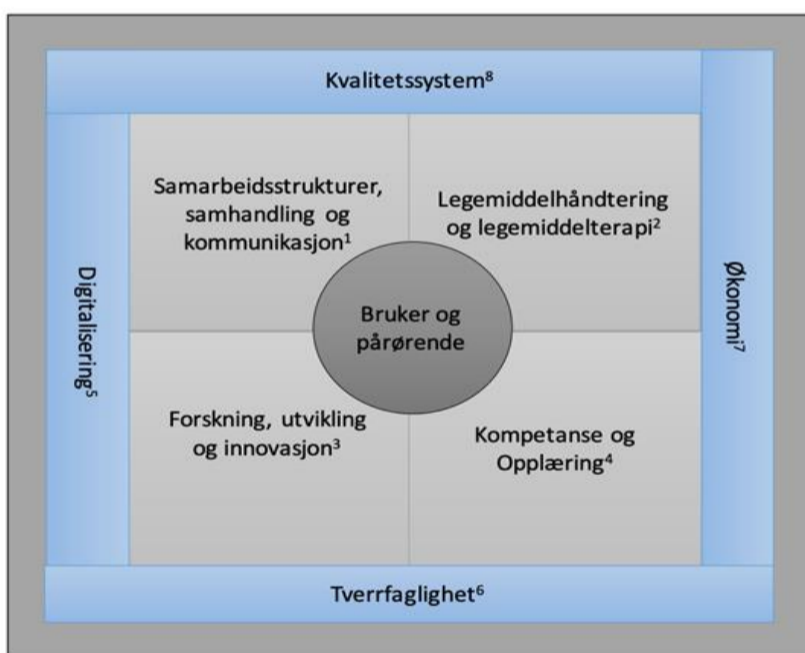 Kvalitetssystem⁸
Samarbeidsstrukturer,
samhandling og
kommunikasjon¹
Legemiddelhåndtering
og legemiddelterapi²
Digitalisering⁵
Bruker og
pårørende
Økonomi⁷
Forskning, utvikling
og innovasjon³
Kompetanse og
Opplæring⁴
Tverrfaglighet⁶